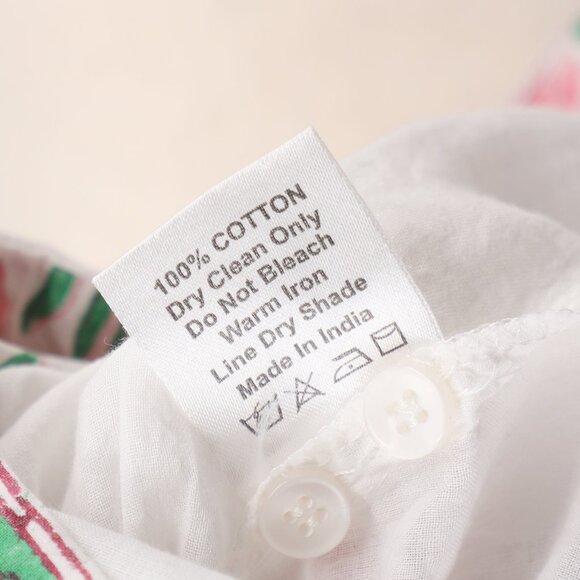 100% COTTON
Dry Clean Only
Do Not Bleach
Warm Iron
Line Dry Shade
Made In India